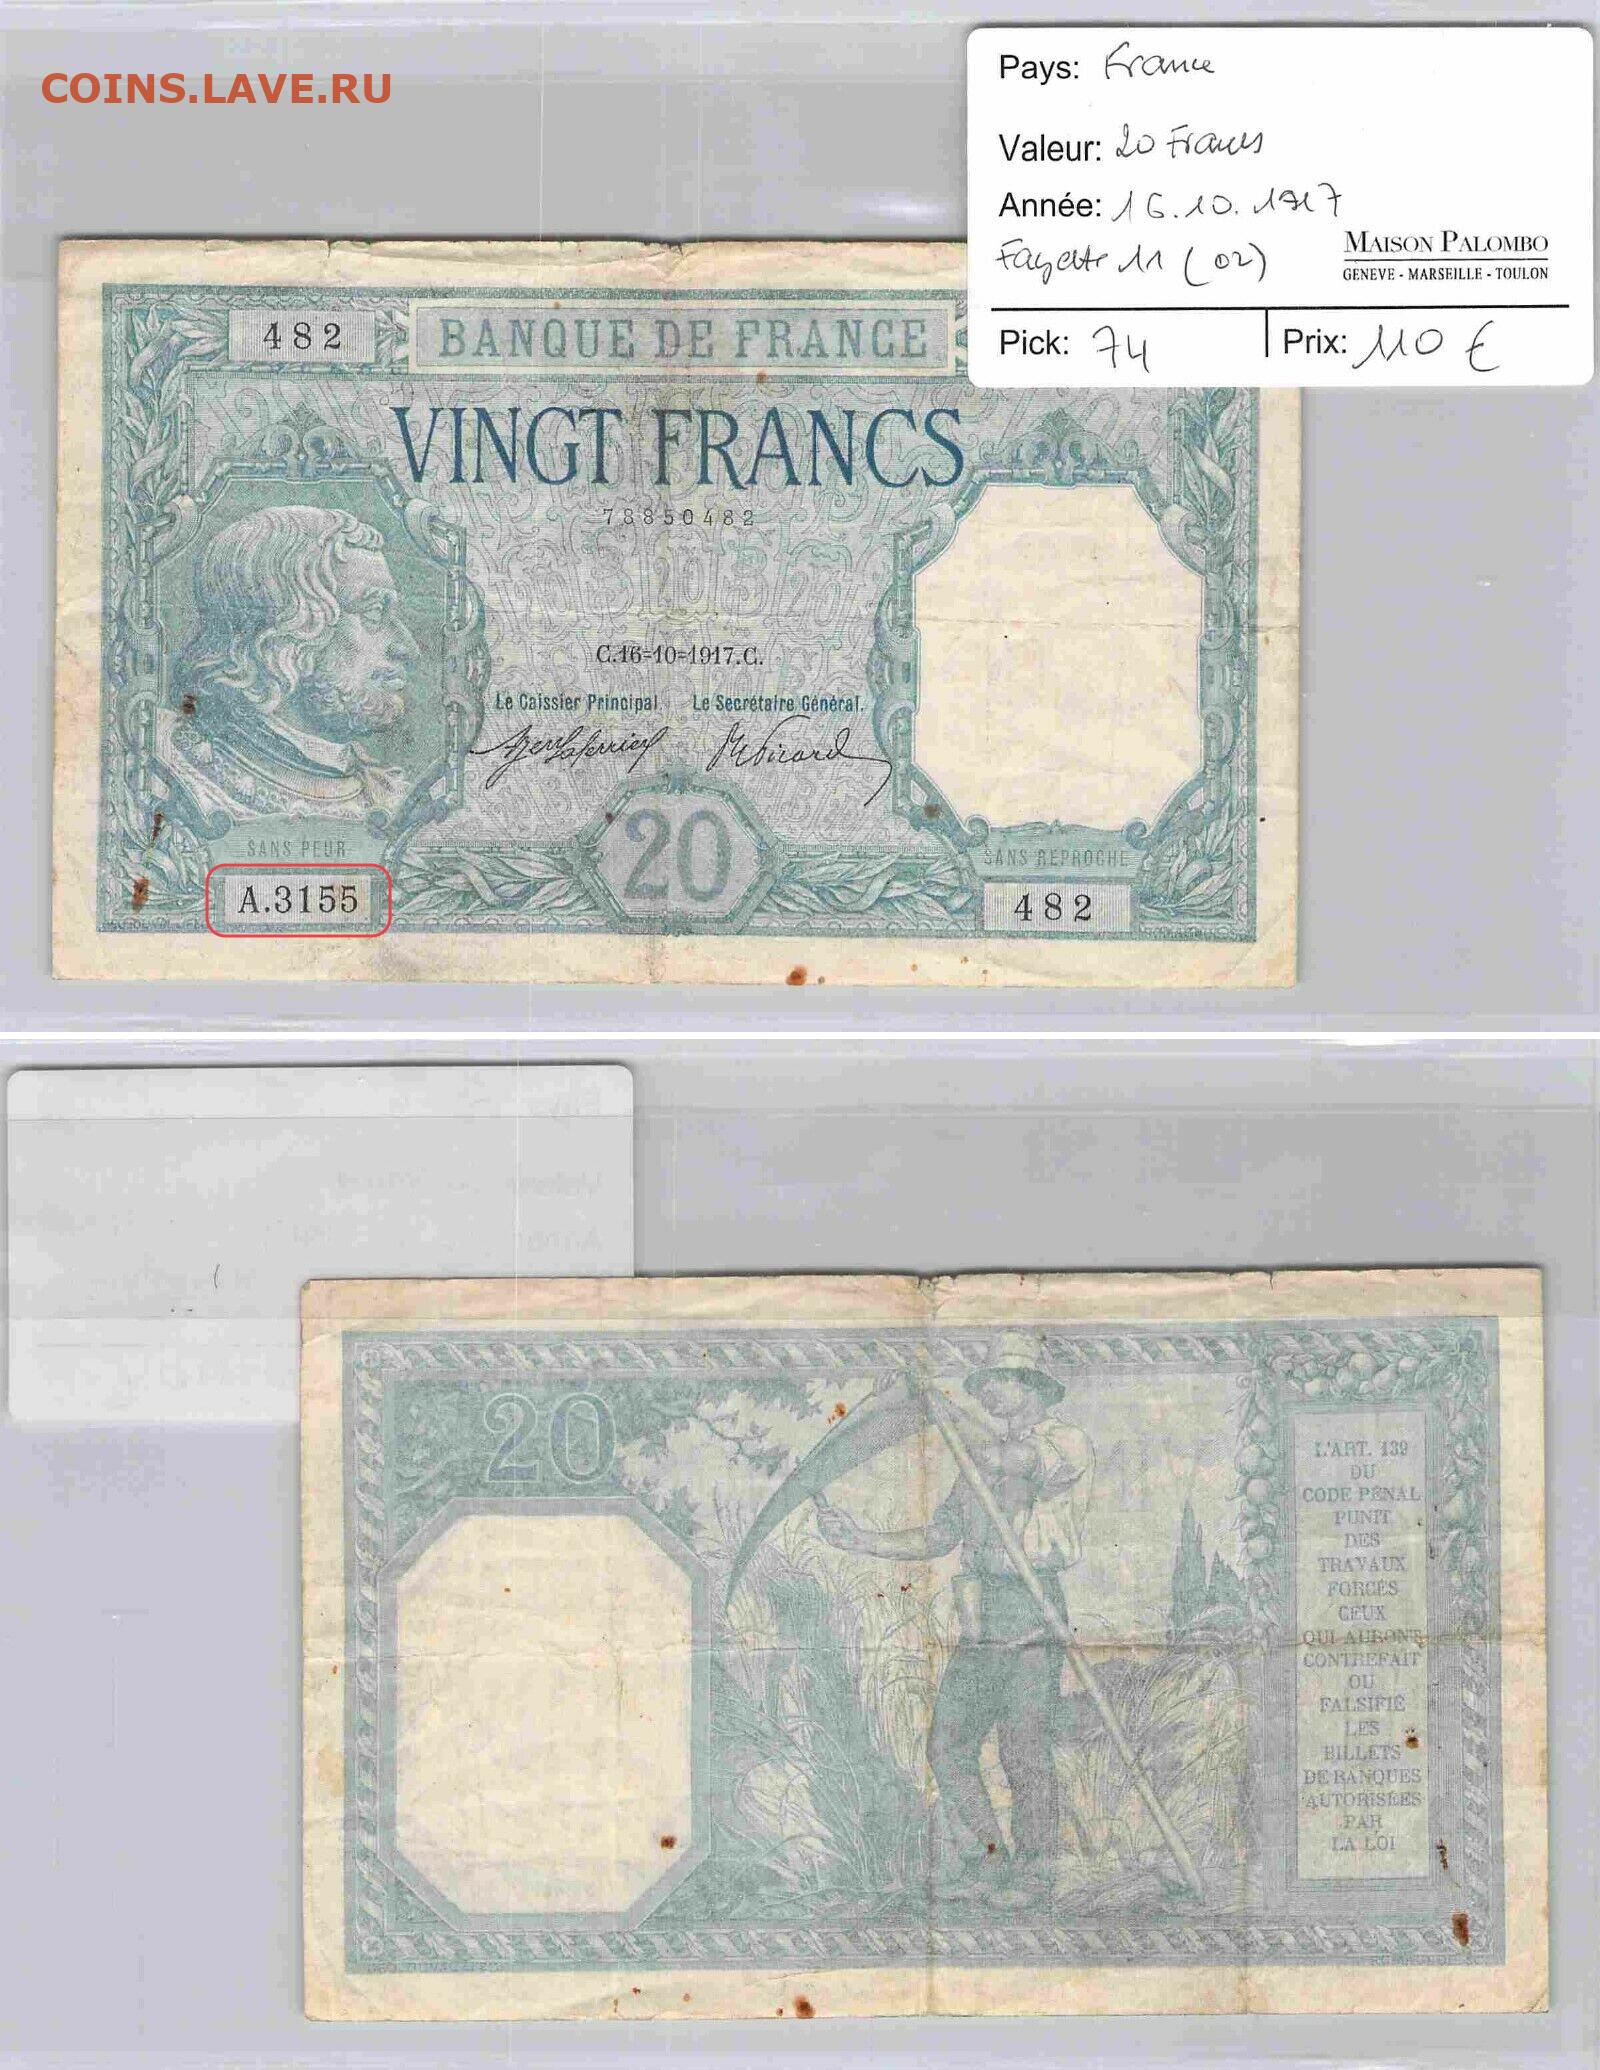 COINS.LAVE.RU
Pays: France
Valeur: 20 Francs
Année: 16.10.1917
Fayette 11 (02)
MAISON PALOMBO
GENEVE - MARSEILLE - TOULON
Pick: 74
Prix: 110 €
482
BANQUE DE FRANCE
VINGT FRANCS
78850482
C.16=10=1917.C.
Le Caissier Principal.
Le Secrétaire Général.
SANS PEUR
20
SANS REPROCHE
A.3155
482
20
L'ART. 139
DU
CODE PÉNAL
PUNIT
DES
TRAVAUX
FORCÉS
CEUX
QUI AURONT
CONTREFAIT
OU
FALSIFIÉ
LES
BILLETS
DE BANQUES
AUTORISÉES
PAR
LA LOI